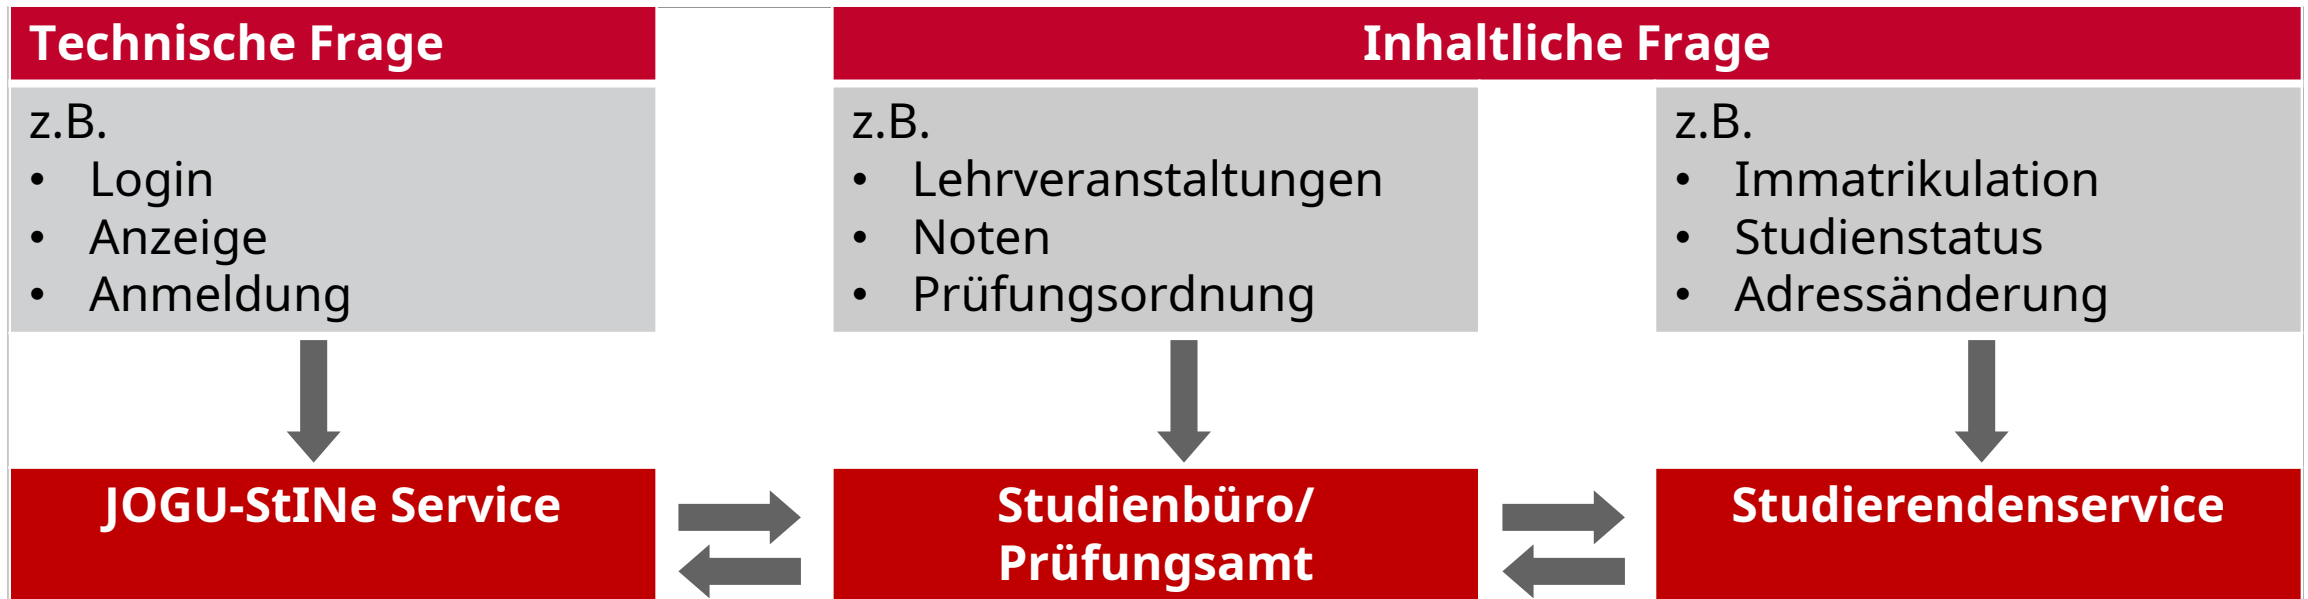 Technische Frage
Inhaltliche Frage
z.B.
• Login
• Anzeige
• Anmeldung
z.B.
• Lehrveranstaltungen
• Noten
• Prüfungsordnung
z.B.
• Immatrikulation
• Studienstatus
• Adressänderung
JOGU-StINe Service
Studienbüro/
Prüfungsamt
Studierendenservice